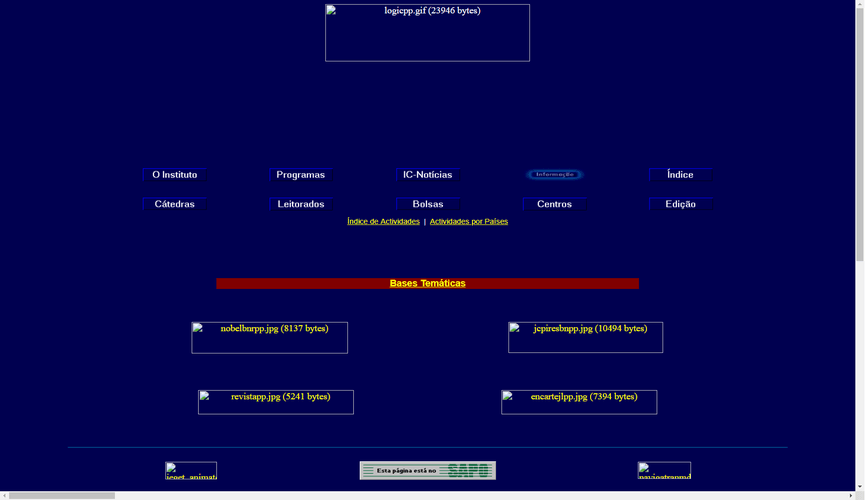 logicpp.gif (23946 bytes)
O Instituto Programas IC-Notícias Informação Índice
Cátedras Leitorados Bolsas Centros Edição
Índice de Actividades | Actividades por Países
Bases Temáticas
nobelbnrpp.jpg (8137 bytes) jcpiresbnpp.jpg (10494 bytes)
revistapp.jpg (5241 bytes) encartejlpp.jpg (7394 bytes)
Esta página está no SAPO